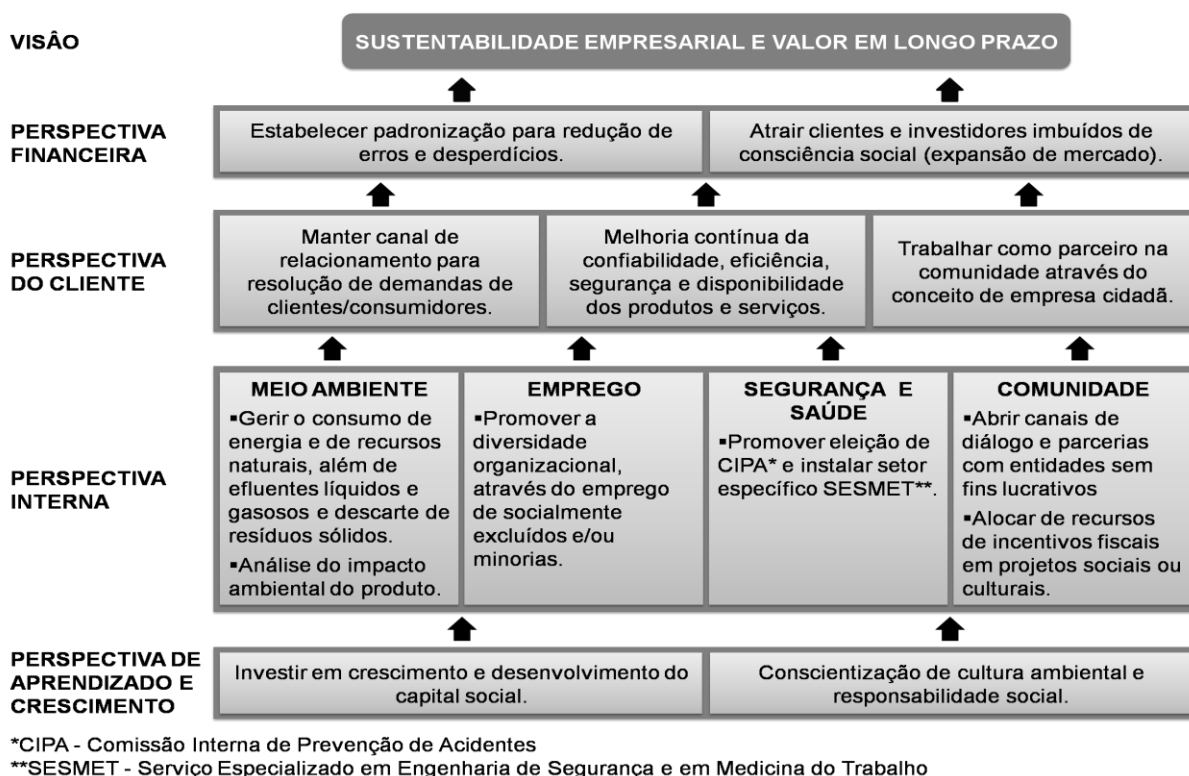 VISÂO
SUSTENTABILIDADE EMPRESARIAL E VALOR EM LONGO PRAZO
PERSPECTIVA
FINANCEIRA
Estabelecer padronização para redução de
erros e desperdícios.
Atrair clientes e investidores imbuídos de
consciência social (expansão de mercado).
PERSPECTIVA
DO CLIENTE
Manter canal de
relacionamento para
resolução de demandas de
clientes/consumidores.
Melhoria contínua da
confiabilidade, eficiência,
segurança e disponibilidade
dos produtos e serviços.
Trabalhar como parceiro na
comunidade através do
conceito de empresa cidadã.
PERSPECTIVA
INTERNA
MEIO AMBIENTE
▪Gerir o consumo de
energia e de recursos
naturais, além de
efluentes líquidos e
gasosos e descarte de
resíduos sólidos.
▪Análise do impacto
ambiental do produto.
EMPREGO
▪Promover a
diversidade
organizacional,
através do emprego
de socialmente
excluídos e/ou
minorias.
SEGURANÇA E
SAÚDE
▪Promover eleição de
CIPA* e instalar setor
específico SESMET**.
COMUNIDADE
▪Abrir canais de
diálogo e parcerias
com entidades sem
fins lucrativos
▪Alocar de recursos
de incentivos fiscais
em projetos sociais ou
culturais.
PERSPECTIVA DE
APRENDIZADO E
CRESCIMENTO
Investir em crescimento e desenvolvimento do
capital social.
Conscientização de cultura ambiental e
responsabilidade social.
*CIPA - Comissão Interna de Prevenção de Acidentes
**SESMET - Serviço Especializado em Engenharia de Segurança e em Medicina do Trabalho